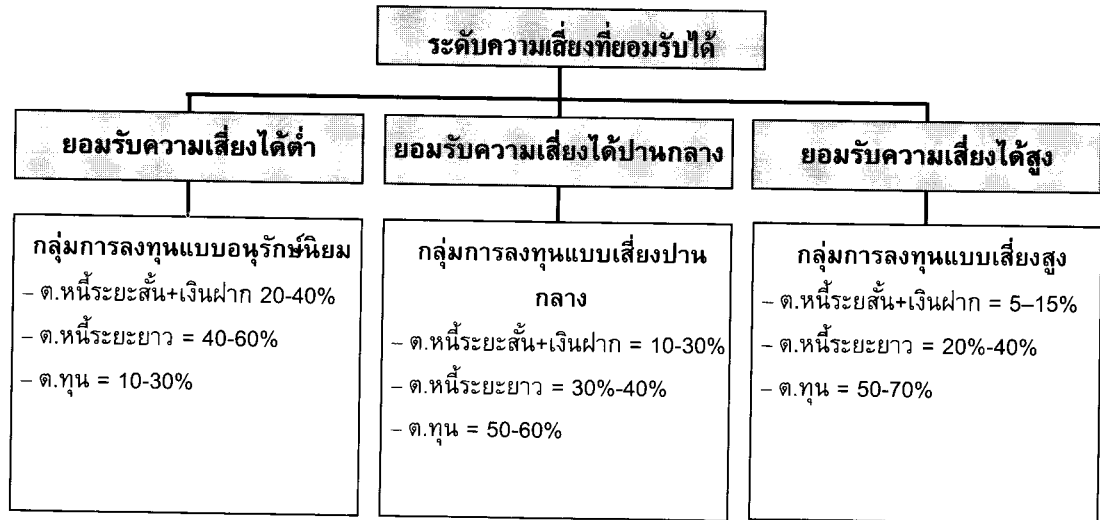 ระดับความเสี่ยงที่ยอมรับได้
ยอมรับความเสี่ยงได้ต่ำ
กลุ่มการลงทุนแบบอนุรักษ์นิยม
– ต.หนี้ระยะสั้น+เงินฝาก 20-40%
– ต.หนี้ระยะยาว = 40-60%
– ต.ทุน = 10-30%
ยอมรับความเสี่ยงได้ปานกลาง
กลุ่มการลงทุนแบบเสี่ยงปาน
กลาง
– ต.หนี้ระยะสั้น+เงินฝาก = 10-30%
– ต.หนี้ระยะยาว = 30%-40%
– ต.ทุน = 50-60%
ยอมรับความเสี่ยงได้สูง
กลุ่มการลงทุนแบบเสี่ยงสูง
– ต.หนี้ระยสั้น+เงินฝาก = 5–15%
– ต.หนี้ระยะยาว = 20%-40%
– ต.ทุน = 50-70%